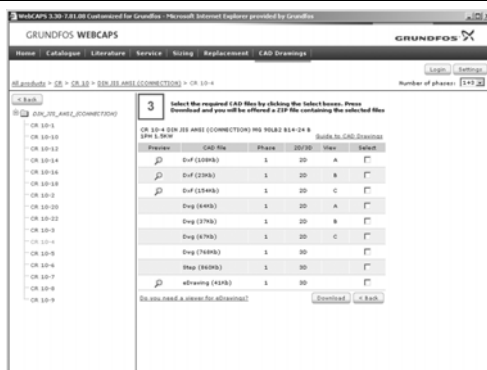 WebCAPS 3.30-7.01.00 Customized for Grundfos - Microsoft Internet Explorer provided by Grundfos
GRUNDFOS WEBCAPS
GRUNDFOS
Home Catalogue Literature Service Sizing Replacement CAD Drawings
Login Settings
All products > CR > CR 10 > DIN JIS ANSI (CONNECTION) > CR 10-4
Number of phases:
< Back
DIN_JIS_ANSI_(CONNECTION)
CR 10-1
CR 10-10
CR 10-12
CR 10-14
CR 10-16
CR 10-18
CR 10-2
CR 10-20
CR 10-22
CR 10-3
CR 10-4
CR 10-5
CR 10-6
CR 10-7
CR 10-8
CR 10-9
3
Select the required CAD files by clicking the Select boxes. Press
Download and you will be offered a ZIP file containing the selected files
CR 10-4 DIN JIS ANSI (CONNECTION) MG 90LB2 B14-24 &
1PH 1.5KW
Guide to CAD Drawings
Preview CAD file Phase 2D/3D View Select
Dxf (108Kb) 1 2D A
Dxf (23Kb) 1 2D B
Dxf (154Kb) 1 2D C
Dwg (64Kb) 1 2D A
Dwg (37Kb) 1 2D B
Dwg (67Kb) 1 2D C
Dwg (768Kb) 1 3D
Step (860Kb) 1 3D
eDrawing (41Kb) 1 3D
Do you need a viewer for eDrawings?
Download < Back